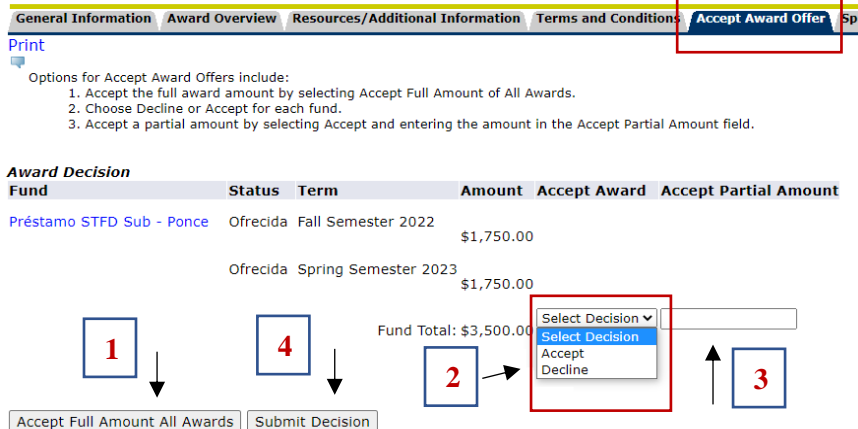 General Information Award Overview Resources/Additional Information Terms and Conditions Accept Award Offer Sp
Print
Options for Accept Award Offers include:
1. Accept the full award amount by selecting Accept Full Amount of All Awards.
2. Choose Decline or Accept for each fund.
3. Accept a partial amount by selecting Accept and entering the amount in the Accept Partial Amount field.
Award Decision
Fund Status Term Amount Accept Award Accept Partial Amount
Préstamo STFD Sub - Ponce Ofrecida Fall Semester 2022
$1,750.00
Ofrecida Spring Semester 2023
$1,750.00
Fund Total: $3,500.00 Select Decision
Select Decision
Accept
Decline
1
4
2
3
Accept Full Amount All Awards Submit Decision